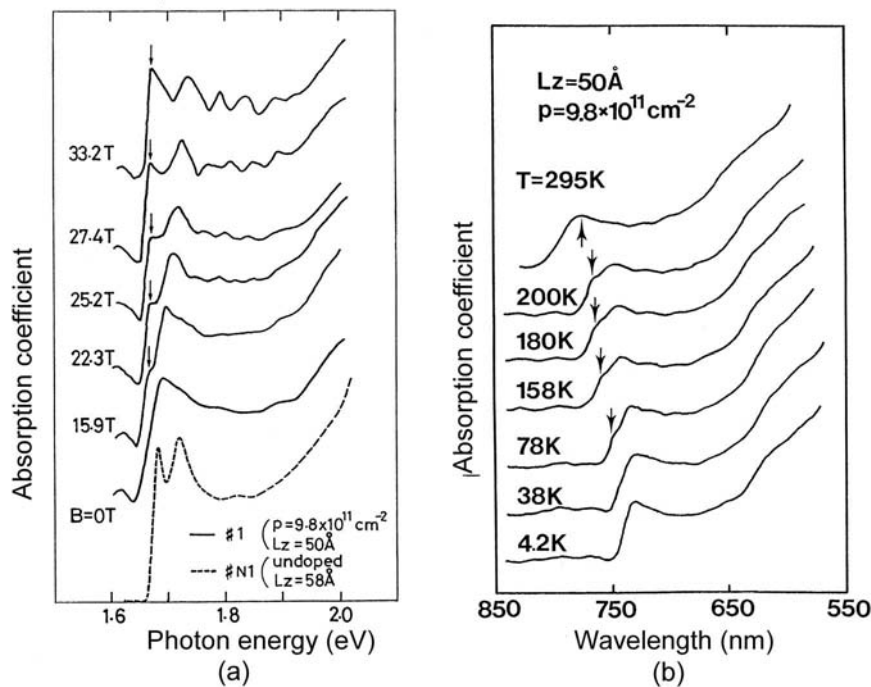 33·2T
27·4T
25·2T
22·3T
15·9T
B=0T
#1 (p=9·8x10¹¹ cm⁻²
Lz=50Å
#N1 (undoped
Lz=58Å
1.6
1.8
2.0
Absorption coefficient
Photon energy (eV)
(a)
Lz=50Å
p=9.8×10¹¹cm⁻²
T=295K
200K
180K
158K
78K
38K
4.2K
850
750
650
550
Absorption coefficient
Wavelength (nm)
(b)